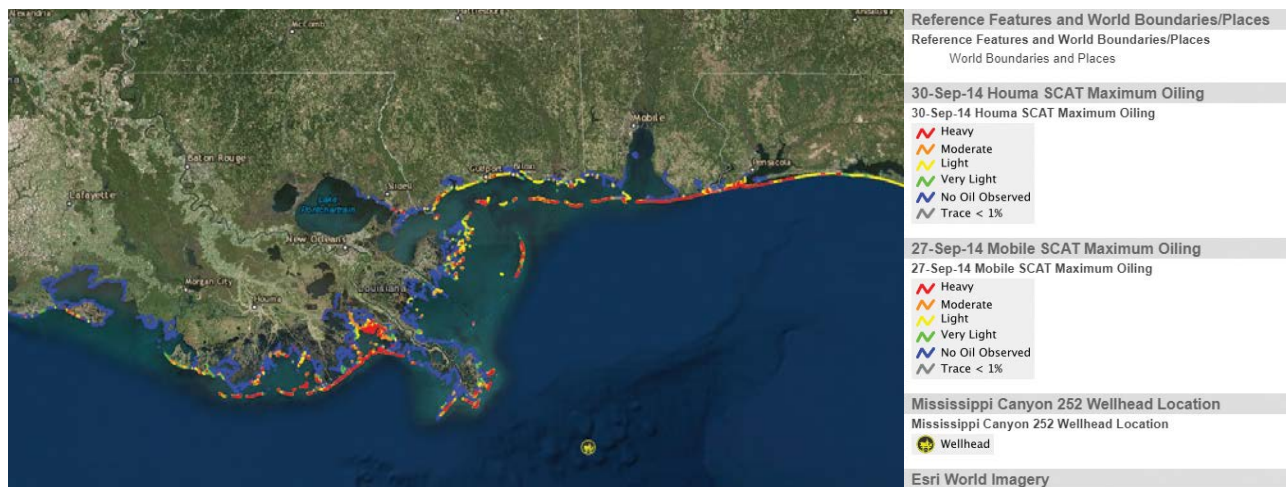 Alexandria
McComb
Hattiesburg
Andalusia
Mobile
Baton Rouge
Gulfport
Biloxi
Pensacola
Slidell
Lafayette
Lake
Pontchartrain
New Orleans
Morgan City
Louisiana
Houma
Reference Features and World Boundaries/Places
Reference Features and World Boundaries/Places
World Boundaries and Places
30-Sep-14 Houma SCAT Maximum Oiling
30-Sep-14 Houma SCAT Maximum Oiling
Heavy
Moderate
Light
Very Light
No Oil Observed
Trace < 1%
27-Sep-14 Mobile SCAT Maximum Oiling
27-Sep-14 Mobile SCAT Maximum Oiling
Heavy
Moderate
Light
Very Light
No Oil Observed
Trace < 1%
Mississippi Canyon 252 Wellhead Location
Mississippi Canyon 252 Wellhead Location
Wellhead
Esri World Imagery